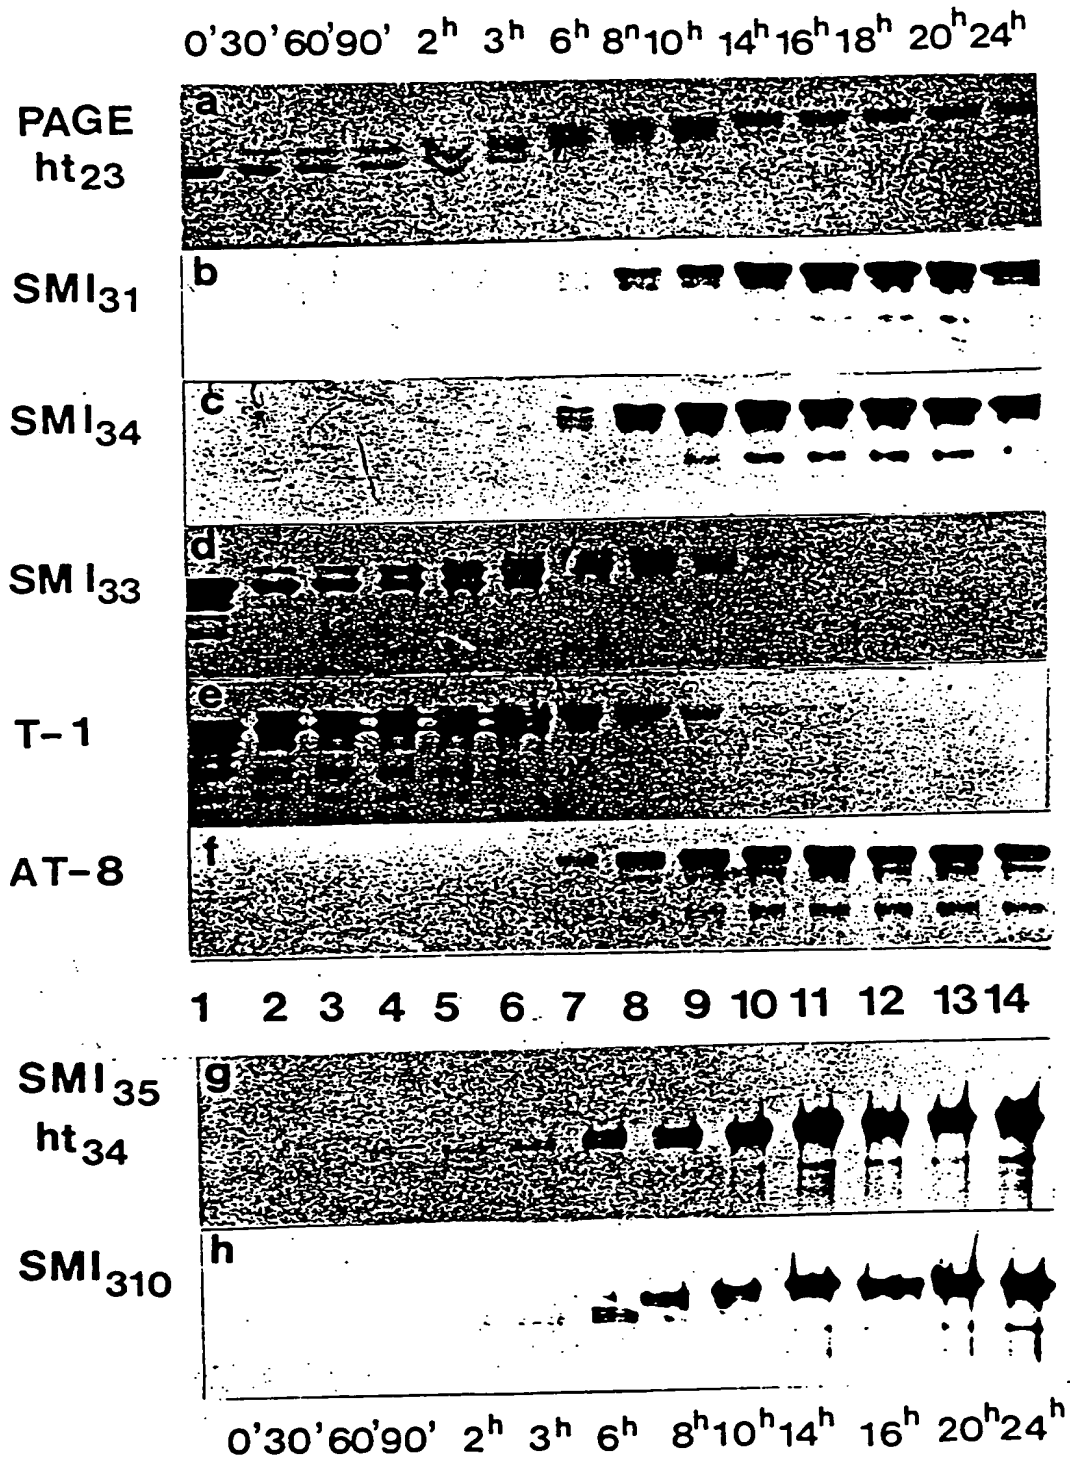 0' 30' 60' 90' 2h 3h 6h 8n 10h 14h 16h 18h 20h 24h
a
PAGE
ht23
b
SMI31
c
SMI34
d
SMI33
e
T-1
f
AT-8
1 2 3 4 5 6 7 8 9 10 11 12 13 14
g
SMI35
ht34
h
SMI310
0' 30' 60' 90' 2h 3h 6h 8h 10h 14h 16h 20h 24h